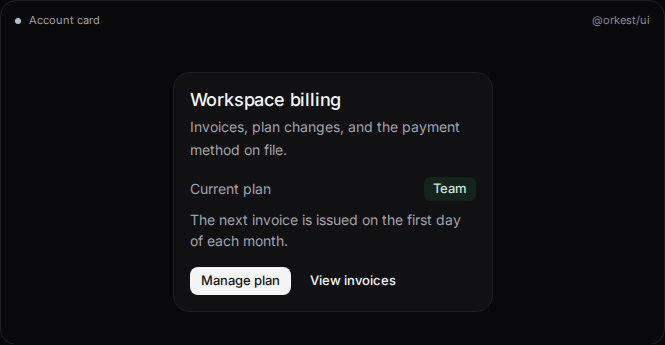 Account card
@orkest/ui
Workspace billing
Invoices, plan changes, and the payment
method on file.
Current plan
Team
The next invoice is issued on the first day
of each month.
Manage plan
View invoices